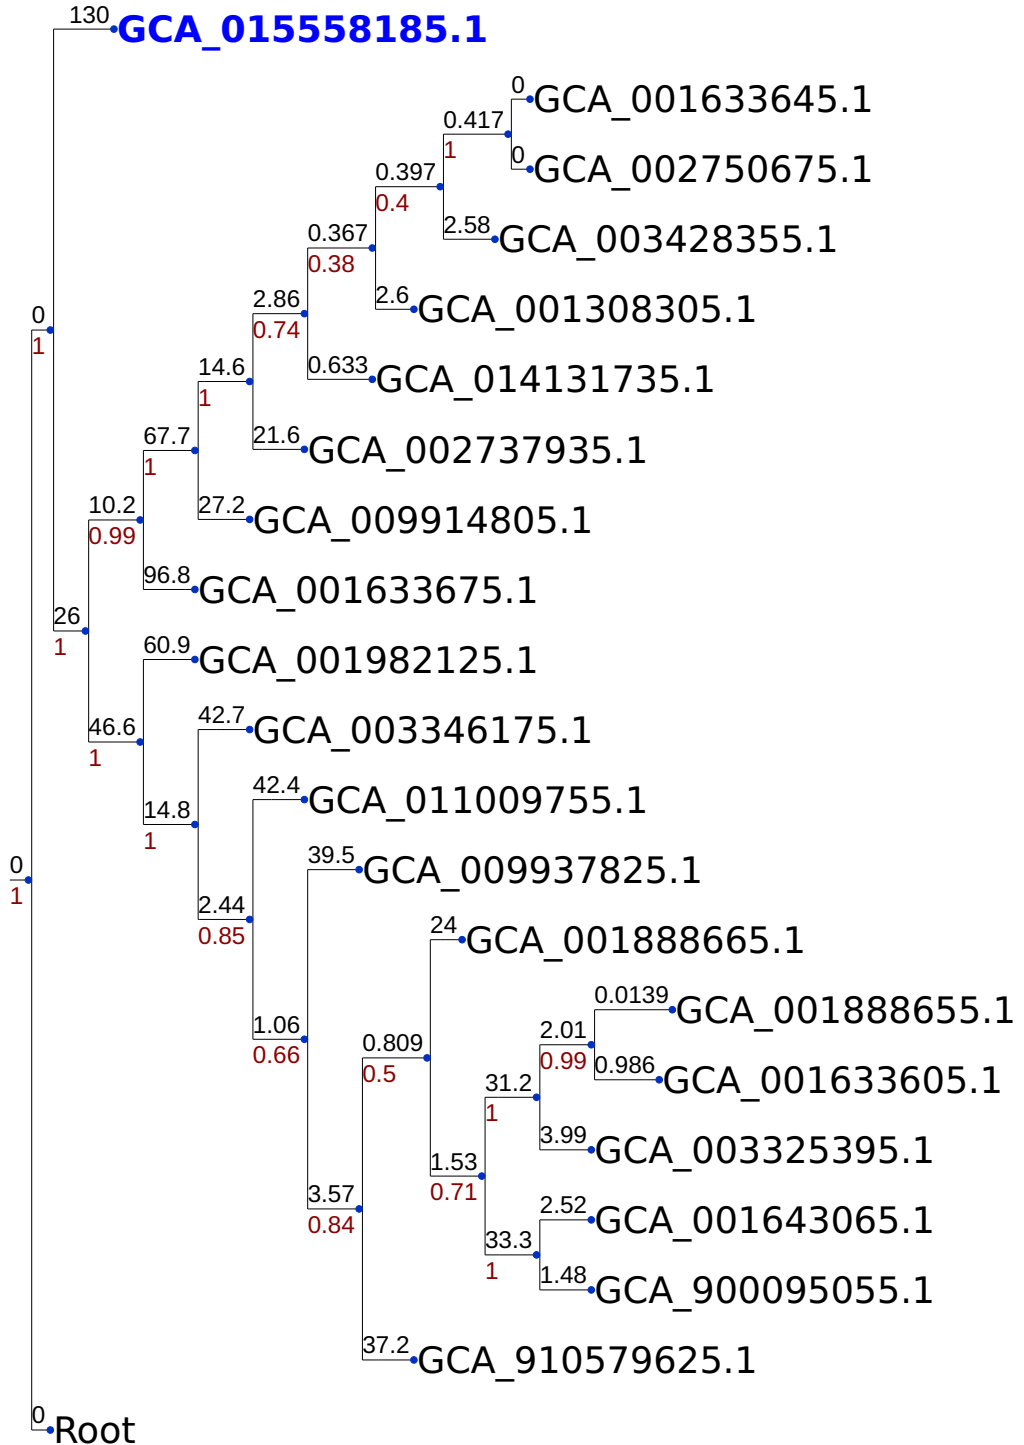 130
GCA_015558185.1
0
GCA_001633645.1
0.417
1
0
GCA_002750675.1
0.397
0.4
2.58
GCA_003428355.1
0.367
0.38
2.6
GCA_001308305.1
2.86
0.74
0
1
0.633
GCA_014131735.1
14.6
1
21.6
GCA_002737935.1
67.7
1
27.2
GCA_009914805.1
10.2
0.99
96.8
GCA_001633675.1
26
1
60.9
GCA_001982125.1
46.6
1
42.7
GCA_003346175.1
42.4
GCA_011009755.1
14.8
1
39.5
GCA_009937825.1
0
1
2.44
0.85
24
GCA_001888665.1
0.0139
GCA_001888655.1
1.06
0.66
0.809
0.5
2.01
0.99
0.986
GCA_001633605.1
31.2
1
3.99
GCA_003325395.1
1.53
0.71
3.57
0.84
2.52
GCA_001643065.1
33.3
1
1.48
GCA_900095055.1
37.2
GCA_910579625.1
0
Root